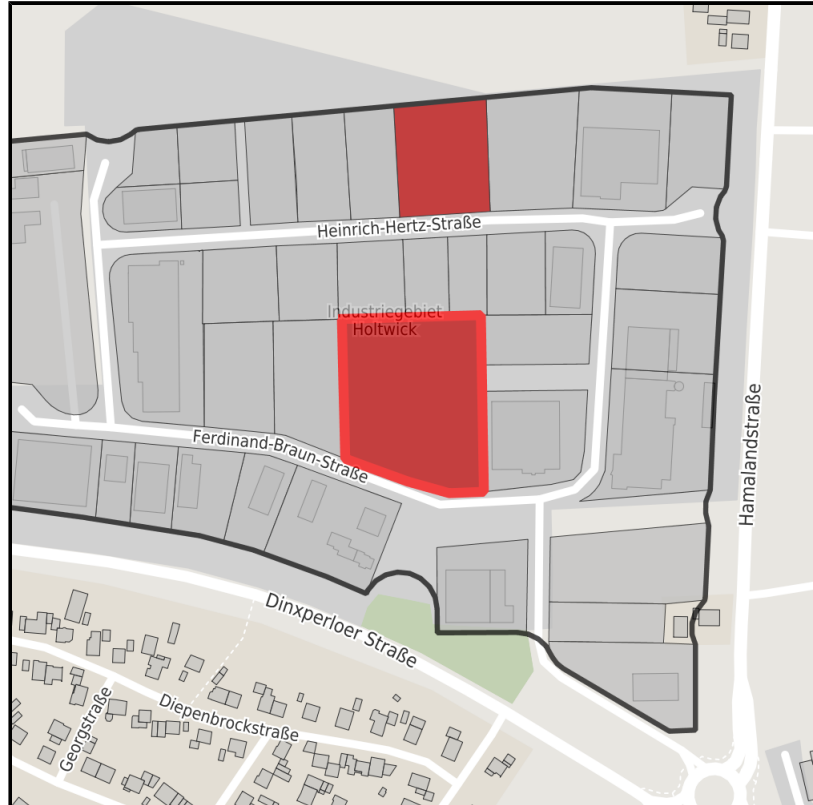 Heinrich-Hertz-Straße
Industriegebiet
Holtwick
Ferdinand-Braun-Straße
Hamalandstraße
Dinxperloer Straße
Diepenbrockstraße
Georgstraße